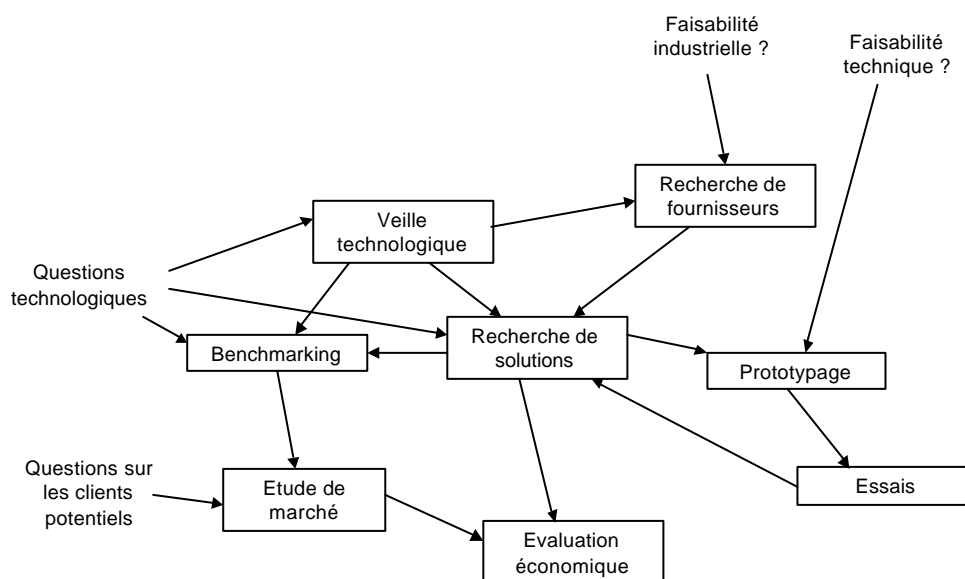 Faisabilité
industrielle ?
Faisabilité
technique ?
Recherche de
fournisseurs
Veille
technologique
Questions
technologiques
Benchmarking
Recherche de
solutions
Prototypage
Questions sur
les clients
potentiels
Etude de
marché
Essais
Evaluation
économique